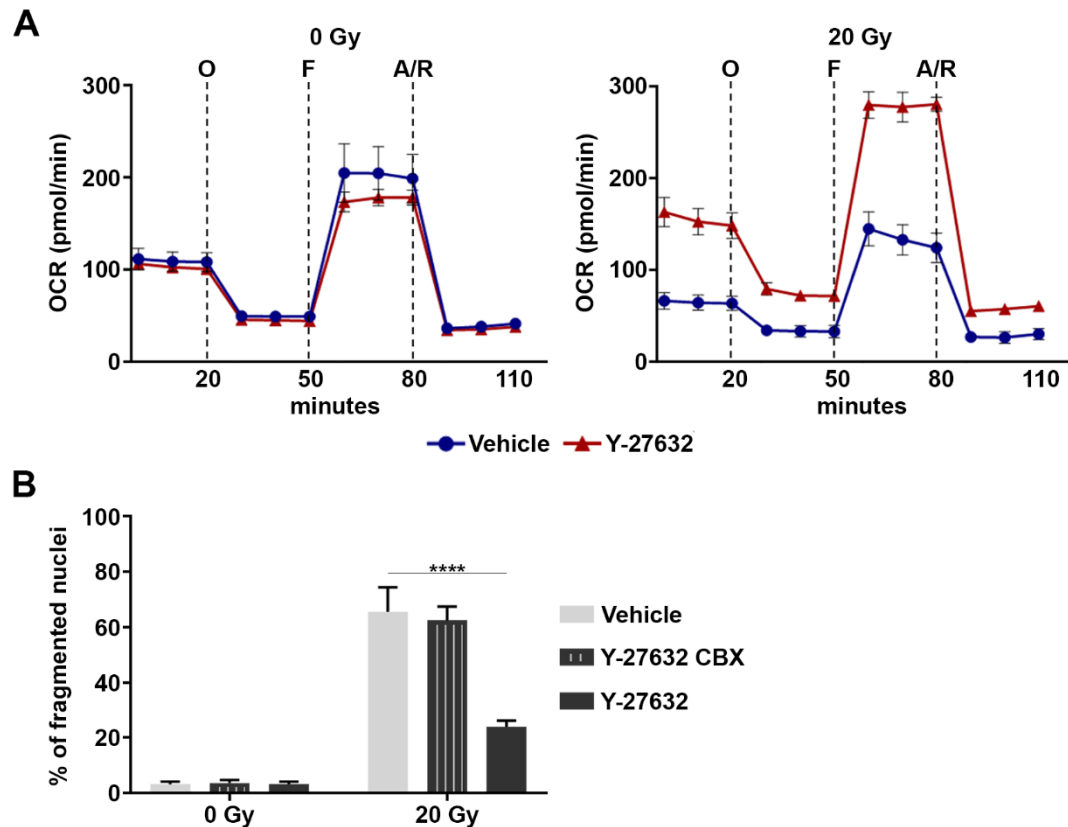 A
0 Gy
O F A/R
300
200
100
0
OCR (pmol/min)
20 50 80 110
minutes
20 Gy
O F A/R
300
200
100
0
OCR (pmol/min)
20 50 80 110
minutes
Vehicle Y-27632
B
100
80
60
40
20
0
% of fragmented nuclei
****
0 Gy 20 Gy
Vehicle
Y-27632 CBX
Y-27632